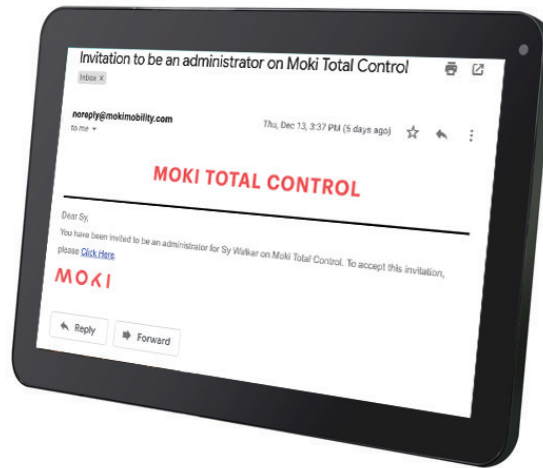 Invitation to be an administrator on Moki Total Control
Inbox ×
noreply@mokimobility.com
Thu, Dec 13, 3:37 PM (5 days ago)
to me
MOKI TOTAL CONTROL
Dear Sy,
You have been invited to be an administrator for Sy Walkar on Moki Total Control. To accept this invitation,
please Click Here.
MOKI
Reply
Forward